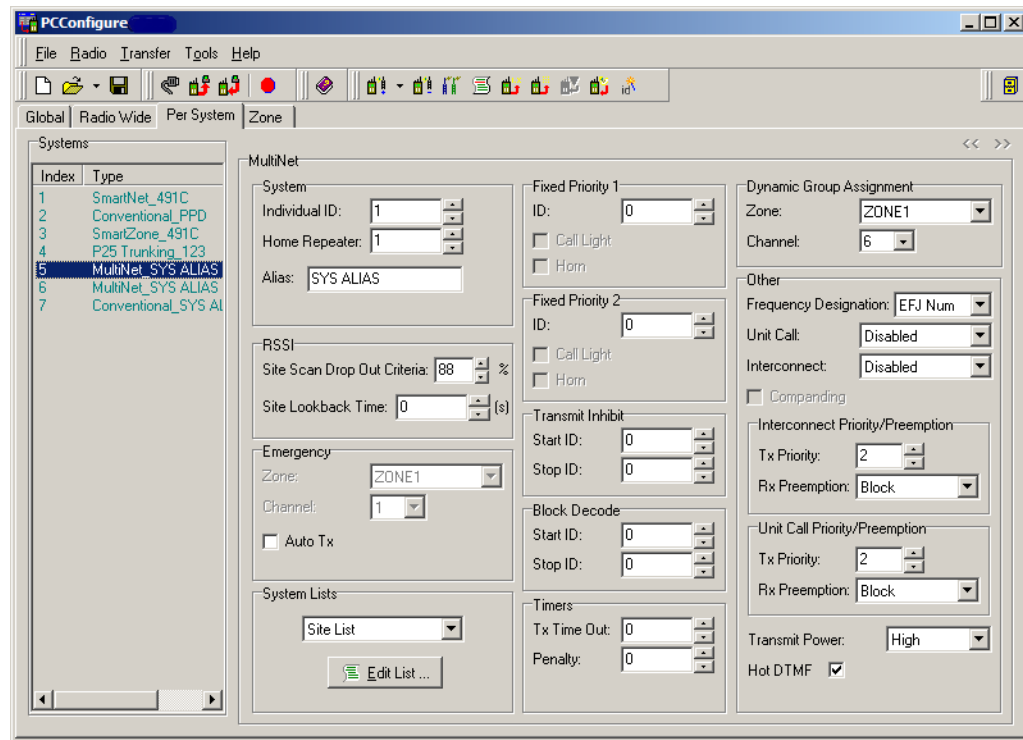 PCConfigure
File Radio Transfer Tools Help
id
Global Radio Wide Per System Zone
Systems
<< >>
Index Type
1 SmartNet_491C
2 Conventional_PPD
3 SmartZone_491C
4 P25 Trunking_123
5 MultiNet_SYS ALIAS
6 MultiNet_SYS ALIAS
7 Conventional_SYS AL
MultiNet
System
Individual ID: 1
Home Repeater: 1
Alias: SYS ALIAS
RSSI
Site Scan Drop Out Criteria: 88 %
Site Lookback Time: 0 (s)
Emergency
Zone: ZONE1
Channel: 1
Auto Tx
System Lists
Site List
Edit List ...
Fixed Priority 1
ID: 0
Call Light
Horn
Fixed Priority 2
ID: 0
Call Light
Horn
Transmit Inhibit
Start ID: 0
Stop ID: 0
Block Decode
Start ID: 0
Stop ID: 0
Timers
Tx Time Out: 0
Penalty: 0
Dynamic Group Assignment
Zone: ZONE1
Channel: 6
Other
Frequency Designation: EFJ Num
Unit Call: Disabled
Interconnect: Disabled
Companding
Interconnect Priority/Preemption
Tx Priority: 2
Rx Preemption: Block
Unit Call Priority/Preemption
Tx Priority: 2
Rx Preemption: Block
Transmit Power: High
Hot DTMF